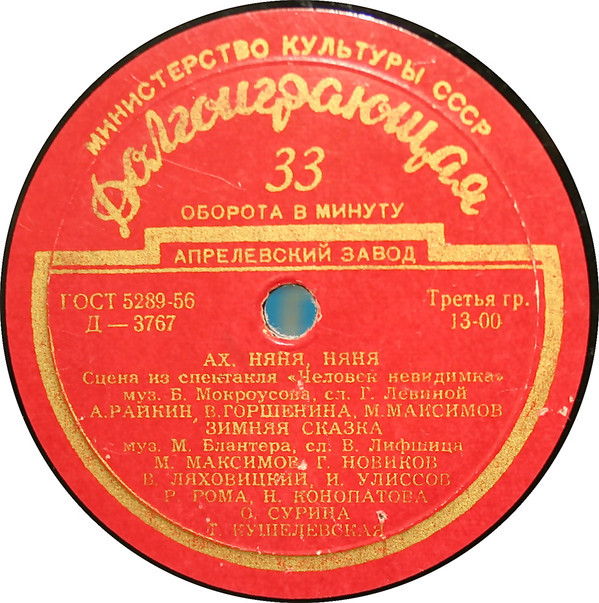 МИНИСТЕРСТВО КУЛЬТУРЫ СССР
Долгоиграющая
33
ОБОРОТА В МИНУТУ
АПРЕЛЕВСКИЙ ЗАВОД
ГОСТ 5289-56 Третья гр.
Д — 3767 13-00
АХ, НЯНЯ, НЯНЯ
Сцена из спектакля «Человек невидимка»
муз. Б. Мокроусова, сл. Г. Левиной
А.РАЙКИН, В.ГОРШЕНИНА, М.МАКСИМОВ
ЗИМНЯЯ СКАЗКА
муз. М. Блантера, сл. В. Лифшица
М. МАКСИМОВ, Г. НОВИКОВ
В. ЛЯХОВИЦКИЙ, И. УЛИССОВ
Р. РОМА, Н. КОНОПАТОВА
О. СУРИНА
Т. КУШЕЛЕВСКАЯ